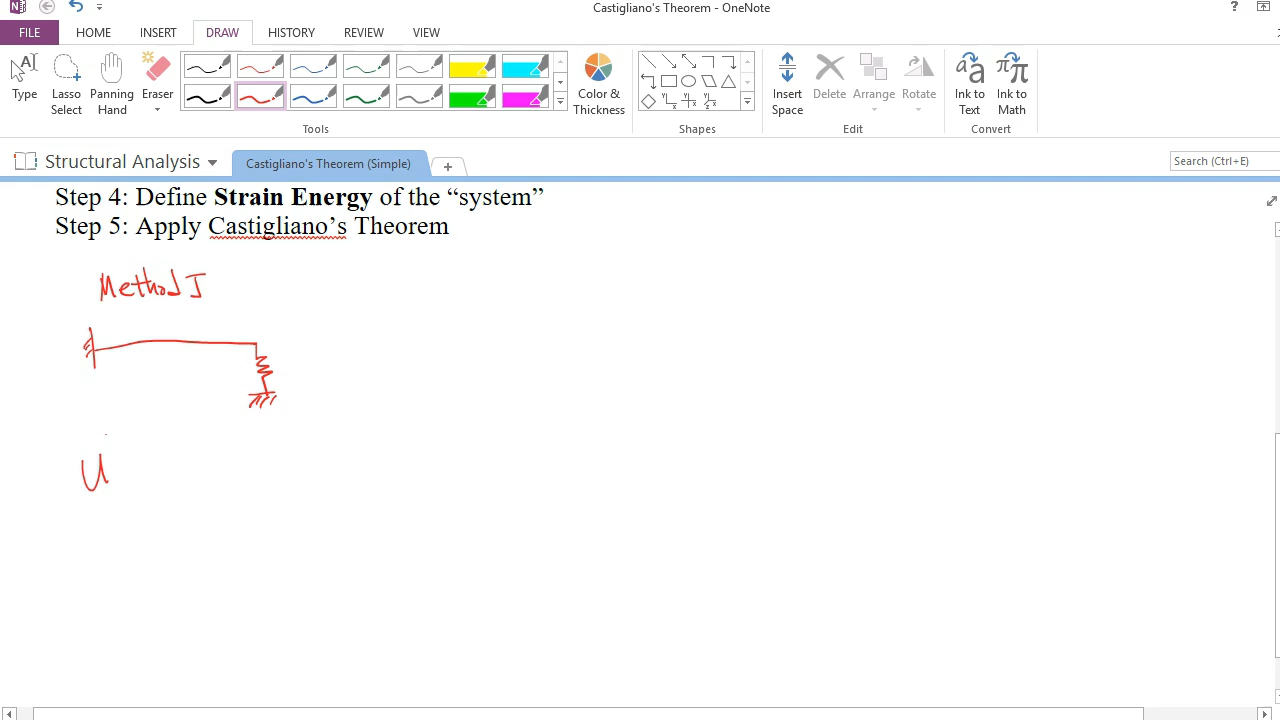 Castigliano's Theorem - OneNote
?
FILE HOME INSERT DRAW HISTORY REVIEW VIEW
Type
Lasso Select
Panning Hand
Eraser
Color & Thickness
Insert Space
Delete
Arrange
Rotate
Ink to Text
Ink to Math
Tools
Shapes
Edit
Convert
Structural Analysis
Castigliano's Theorem (Simple)
+
Search (Ctrl+E)
Step 4: Define Strain Energy of the “system”
Step 5: Apply Castigliano’s Theorem
Method I
U